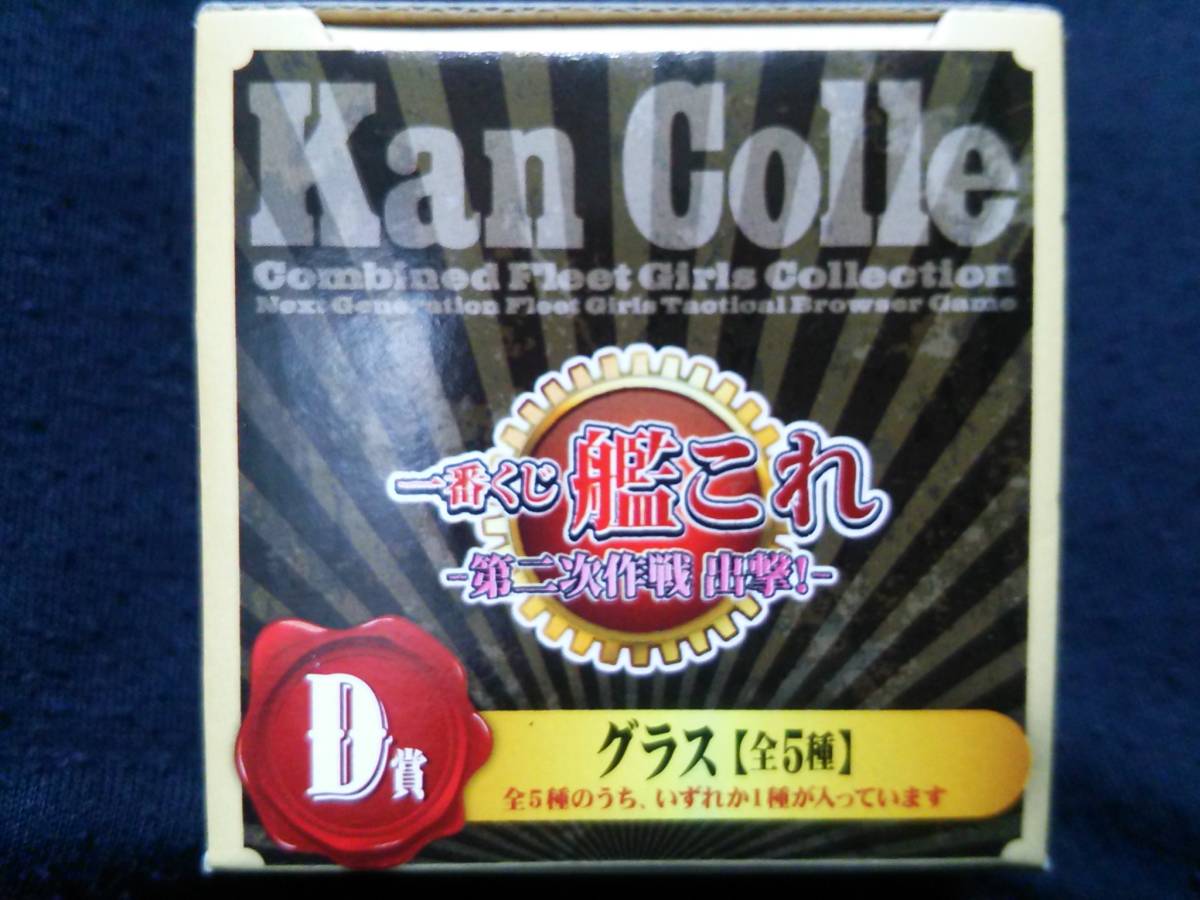 Kan Colle
Combined Fleet Girls Collection
Next Generation Fleet Girls Tactical Browser Game
一番くじ 艦これ
-第二次作戦 出撃!-
D賞
グラス【全5種】
全5種のうち、いずれか1種が入っています